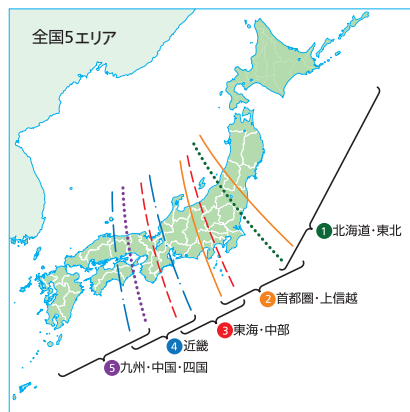 全国5エリア
1 北海道・東北
2 首都圏・上信越
3 東海・中部
4 近畿
5 九州・中国・四国